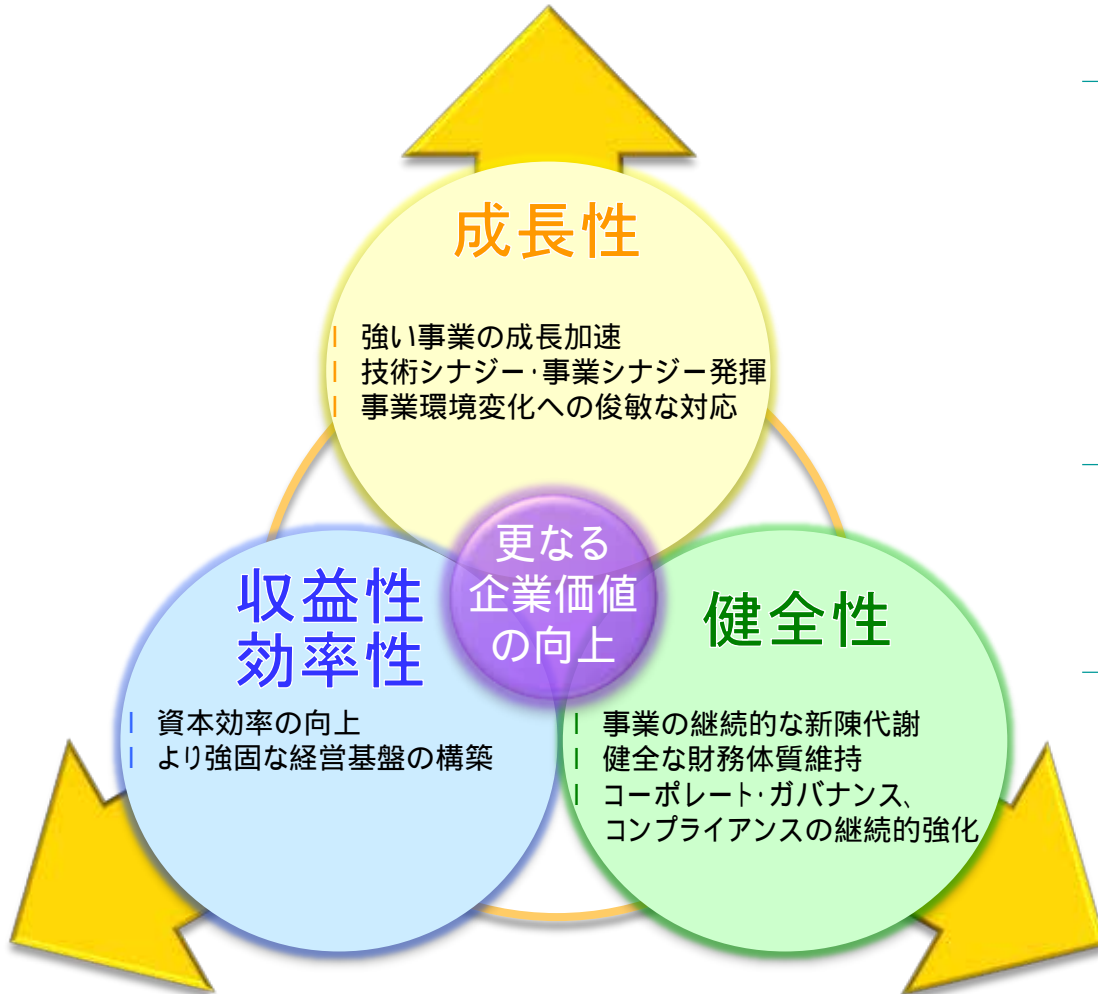 成長性
強い事業の成長加速
技術シナジー・事業シナジー発揮
事業環境変化への俊敏な対応
更なる
企業価値
の向上
収益性
効率性
資本効率の向上
より強固な経営基盤の構築
健全性
事業の継続的な新陳代謝
健全な財務体質維持
コーポレート・ガバナンス、
コンプライアンスの継続的強化